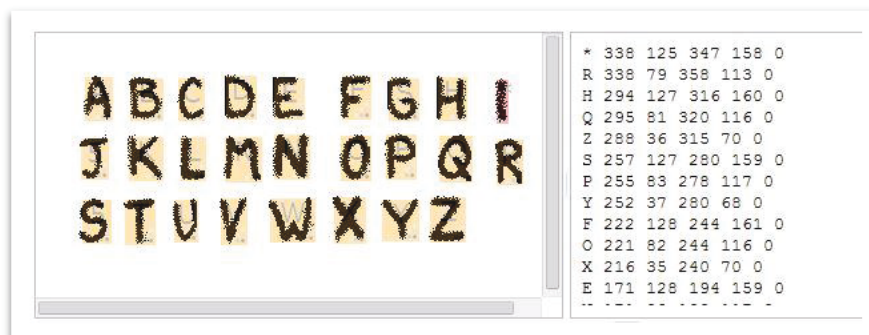 A B C D E F G H I
J K L M N O P Q R
S T U V W X Y Z
* 338 125 347 158 0
R 338 79 358 113 0
H 294 127 316 160 0
Q 295 81 320 116 0
Z 288 36 315 70 0
S 257 127 280 159 0
P 255 83 278 117 0
Y 252 37 280 68 0
F 222 128 244 161 0
O 221 82 244 116 0
X 216 35 240 70 0
E 171 128 194 159 0